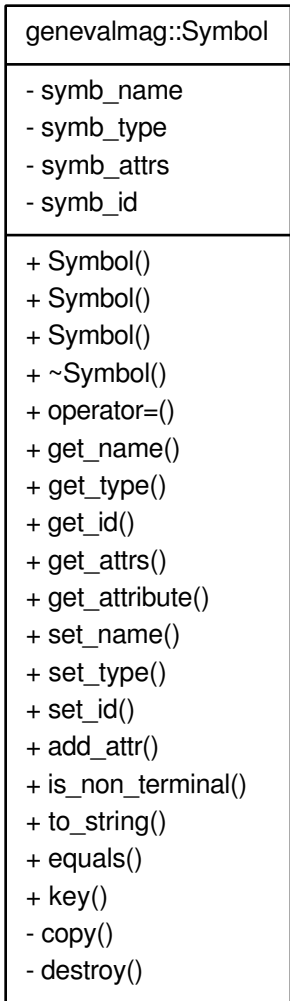 genevalmag::Symbol
- symb_name
- symb_type
- symb_attrs
- symb_id
+ Symbol()
+ Symbol()
+ Symbol()
+ ~Symbol()
+ operator=()
+ get_name()
+ get_type()
+ get_id()
+ get_attrs()
+ get_attribute()
+ set_name()
+ set_type()
+ set_id()
+ add_attr()
+ is_non_terminal()
+ to_string()
+ equals()
+ key()
- copy()
- destroy()